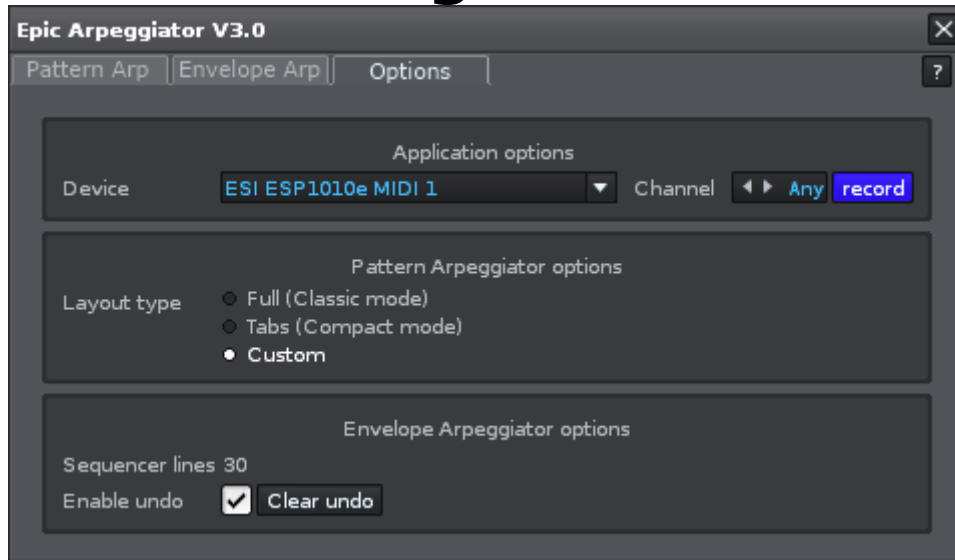 Epic Arpeggiator V3.0
Pattern Arp Envelope Arp Options ?
Application options
Device ESI ESP1010e MIDI 1 Channel Any record
Pattern Arpeggiator options
Layout type Full (Classic mode)
Tabs (Compact mode)
Custom
Envelope Arpeggiator options
Sequencer lines 30
Enable undo Clear undo